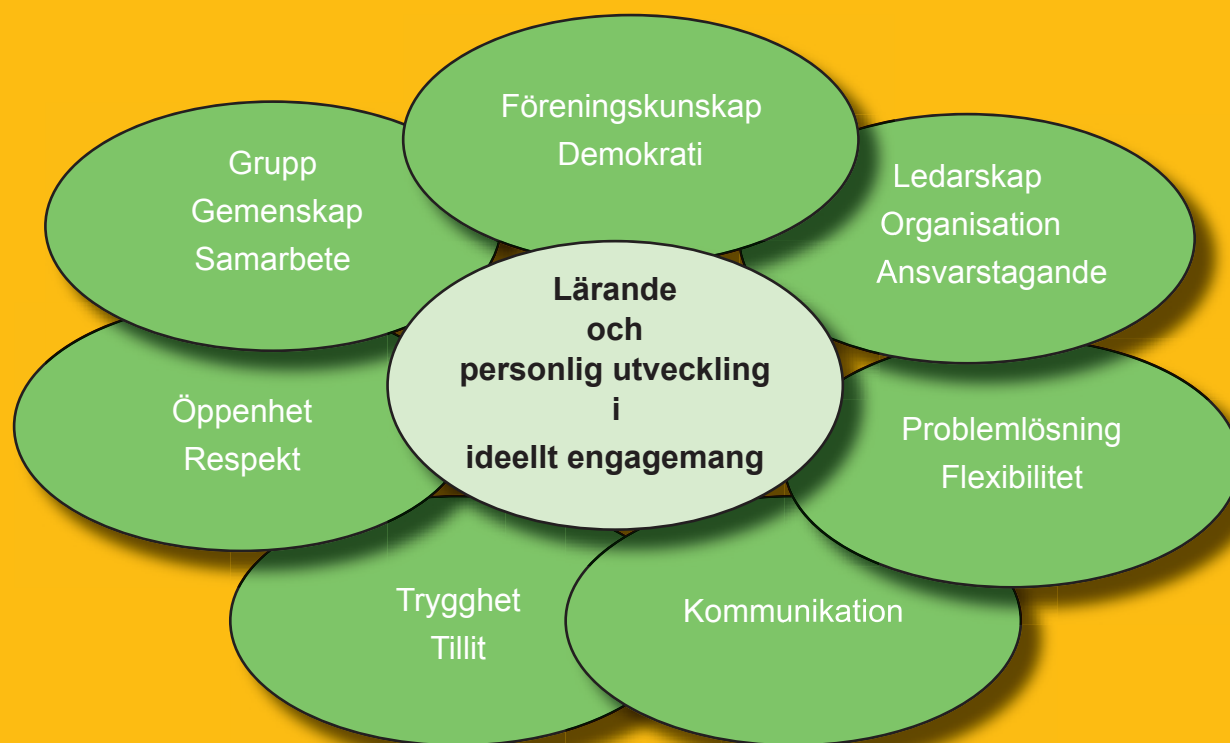 Föreningskunskap
Demokrati
Grupp
Gemenskap
Samarbete
Ledarskap
Organisation
Ansvarstagande
Lärande
och
personlig utveckling
i
ideellt engagemang
Öppenhet
Respekt
Problemlösning
Flexibilitet
Trygghet
Tillit
Kommunikation